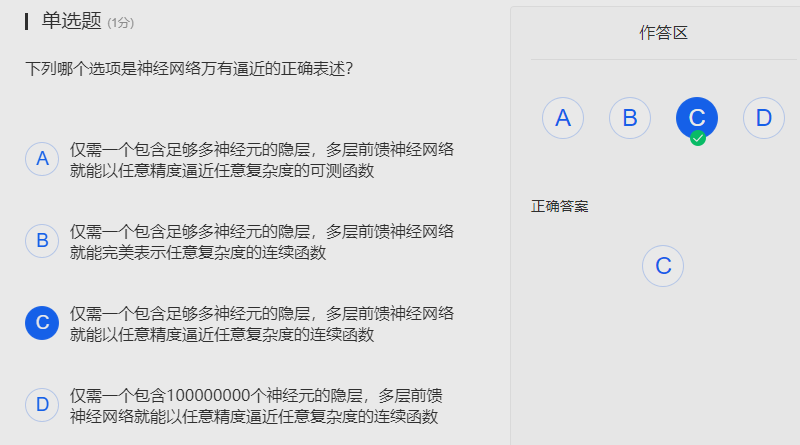 单选题 (1分)
下列哪个选项是神经网络万有逼近的正确表述?
A 仅需一个包含足够多神经元的隐层，多层前馈神经网络
就能以任意精度逼近任意复杂度的可测函数
B 仅需一个包含足够多神经元的隐层，多层前馈神经网络
就能完美表示任意复杂度的连续函数
C 仅需一个包含足够多神经元的隐层，多层前馈神经网络
就能以任意精度逼近任意复杂度的连续函数
D 仅需一个包含100000000个神经元的隐层，多层前馈
神经网络就能以任意精度逼近任意复杂度的连续函数
作答区
A B C D
正确答案
C